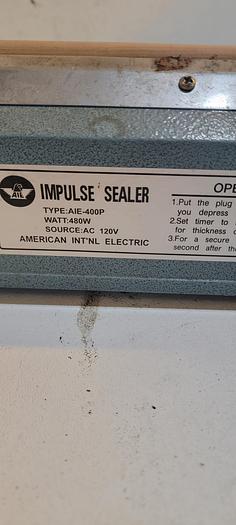 AIE
IMPULSE SEALER
TYPE:AIE-400P
WATT:480W
SOURCE:AC 120V
AMERICAN INT'NL ELECTRIC
OPE
1.Put the plug
you depress
2.Set timer to
for thickness
3.For a secure
second after the